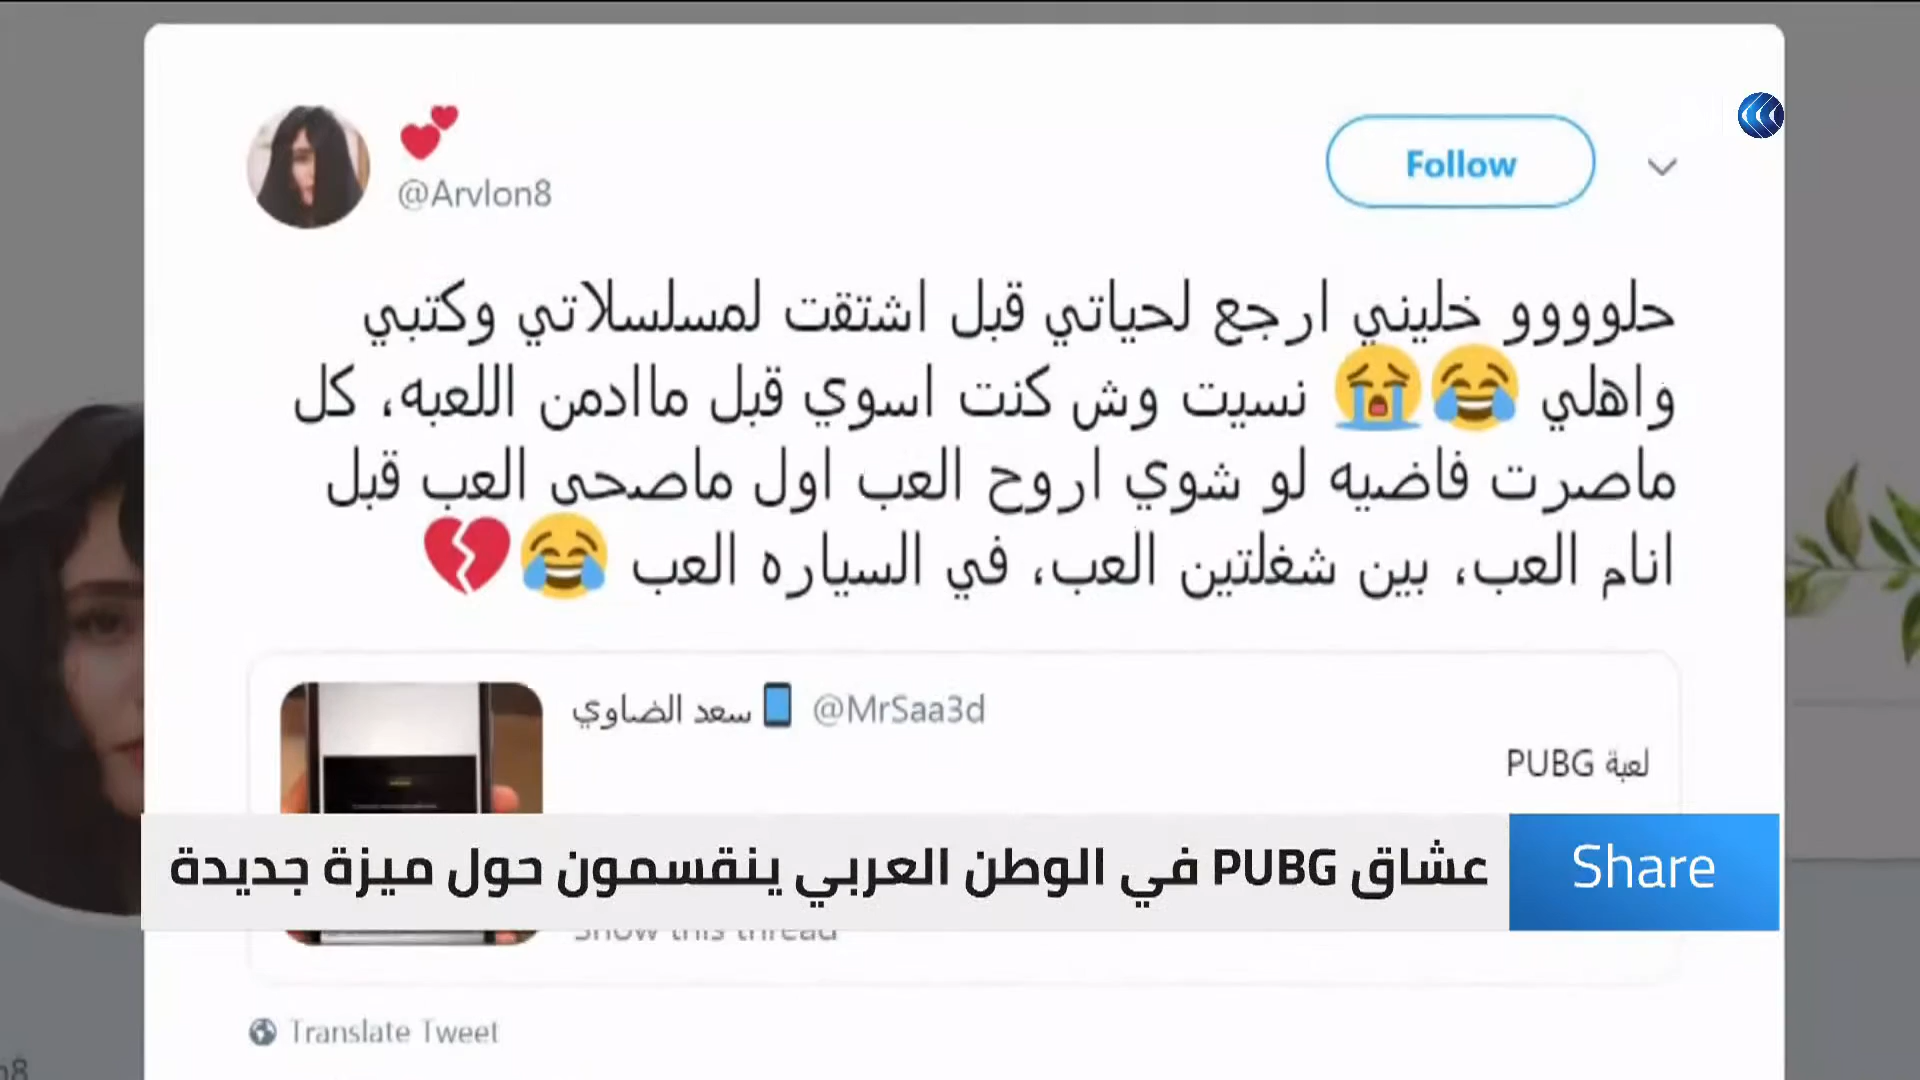 💕
@Arvlon8
Follow
حلوووو خليني ارجع لحياتي قبل اشتقت لمسلسلاتي وكتبي
واهلي 😂😭 نسيت وش كنت اسوي قبل ماادمن اللعبه، كل
ماصرت فاضيه لو شوي اروح العب اول ماصحى العب قبل
انام العب، بين شغلتين العب، في السياره العب 😂💔
سعد الضاوي📱 @MrSaa3d
لعبة PUBG
عشاق PUBG في الوطن العربي ينقسمون حول ميزة جديدة
Share
Show this thread
Translate Tweet
n8